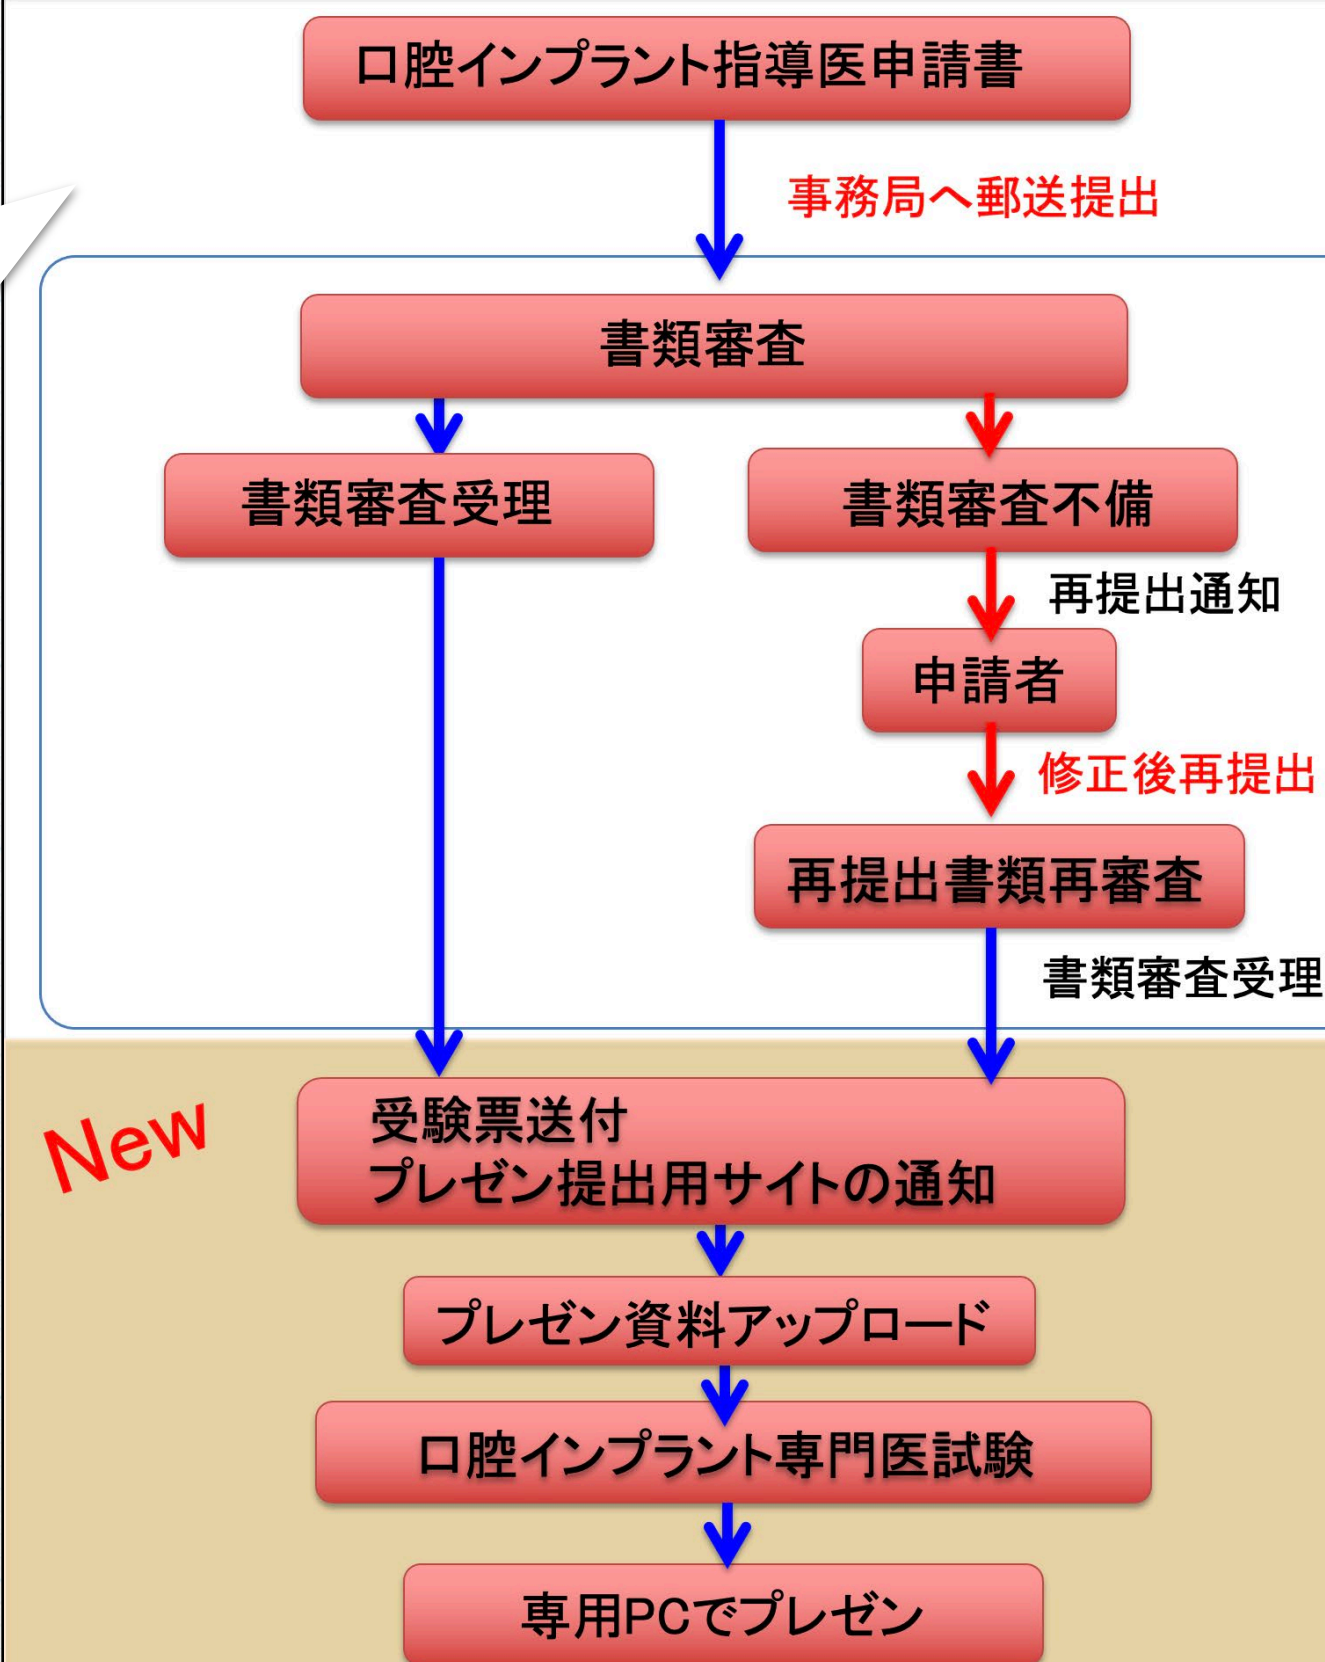 口腔インプラント指導医申請書
事務局へ郵送提出
書類審査
書類審査受理
書類審査不備
再提出通知
申請者
修正後再提出
再提出書類再審査
書類審査受理
New
受験票送付
プレゼン提出用サイトの通知
プレゼン資料アップロード
口腔インプラント専門医試験
専用PCでプレゼン